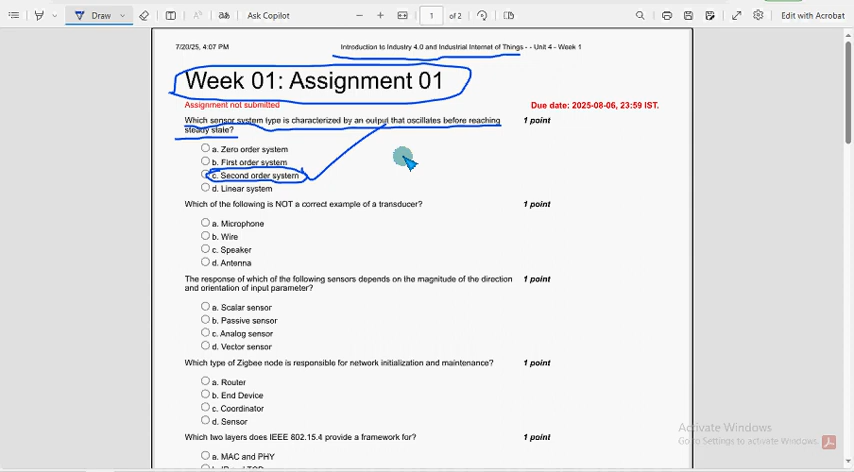 Draw
Ask Copilot
1 of 2
Edit with Acrobat
7/20/25, 4:07 PM
Introduction to Industry 4.0 and Industrial Internet of Things - - Unit 4 - Week 1
Week 01: Assignment 01
Assignment not submitted
Due date: 2025-08-06, 23:59 IST.
Which sensor system type is characterized by an output that oscillates before reaching
steady state?
1 point
a. Zero order system
b. First order system
c. Second order system
d. Linear system
Which of the following is NOT a correct example of a transducer?
1 point
a. Microphone
b. Wire
c. Speaker
d. Antenna
The response of which of the following sensors depends on the magnitude of the direction
and orientation of input parameter?
1 point
a. Scalar sensor
b. Passive sensor
c. Analog sensor
d. Vector sensor
Which type of Zigbee node is responsible for network initialization and maintenance?
1 point
a. Router
b. End Device
c. Coordinator
d. Sensor
Which two layers does IEEE 802.15.4 provide a framework for?
1 point
a. MAC and PHY
Activate Windows
Go to Settings to activate Windows.